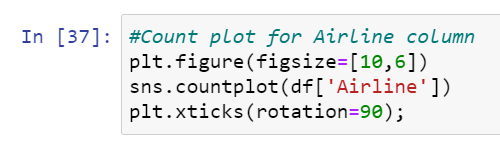 In [37]: #Count plot for Airline column
plt.figure(figsize=[10,6])
sns.countplot(df['Airline'])
plt.xticks(rotation=90);